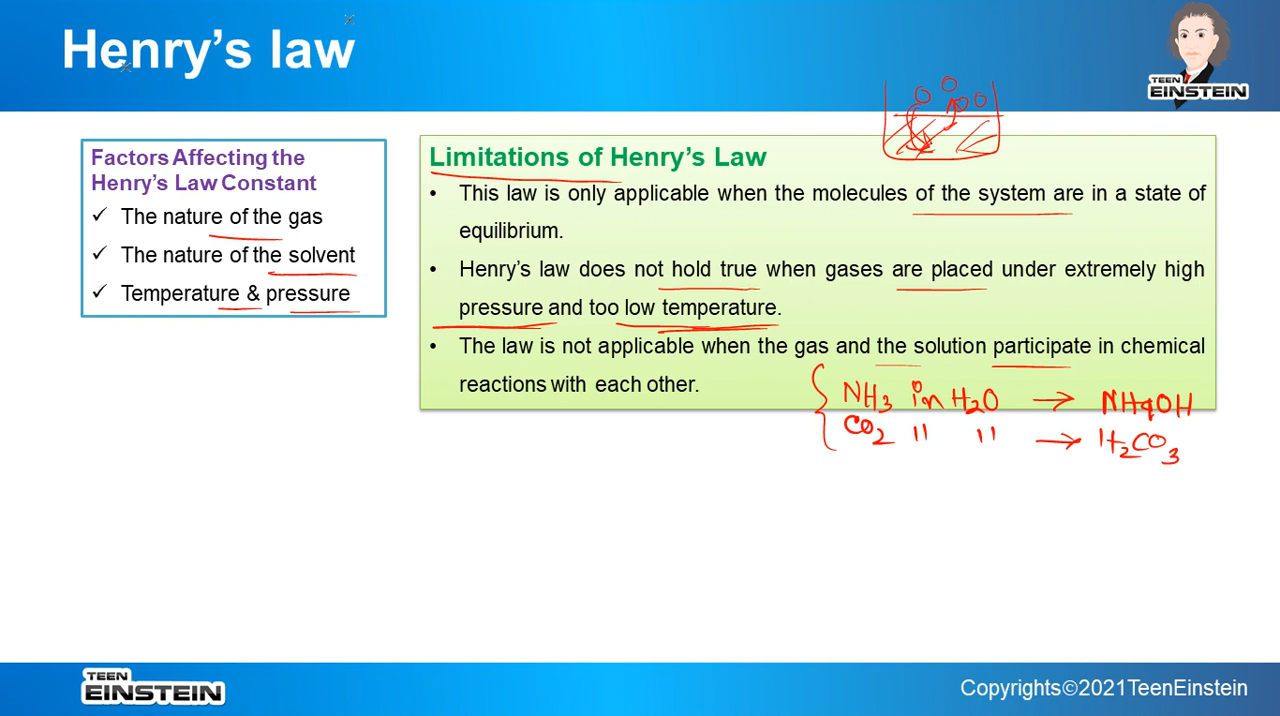 Henry's law
TEEN
EINSTEIN
Factors Affecting the
Henry's Law Constant
✓ The nature of the gas
✓ The nature of the solvent
✓ Temperature & pressure
Limitations of Henry's Law
• This law is only applicable when the molecules of the system are in a state of
equilibrium.
• Henry's law does not hold true when gases are placed under extremely high
pressure and too low temperature.
• The law is not applicable when the gas and the solution participate in chemical
reactions with each other.
NH3 in H2O → NH4OH
CO2 " " → H2CO3
TEEN
EINSTEIN
Copyrights©2021TeenEinstein